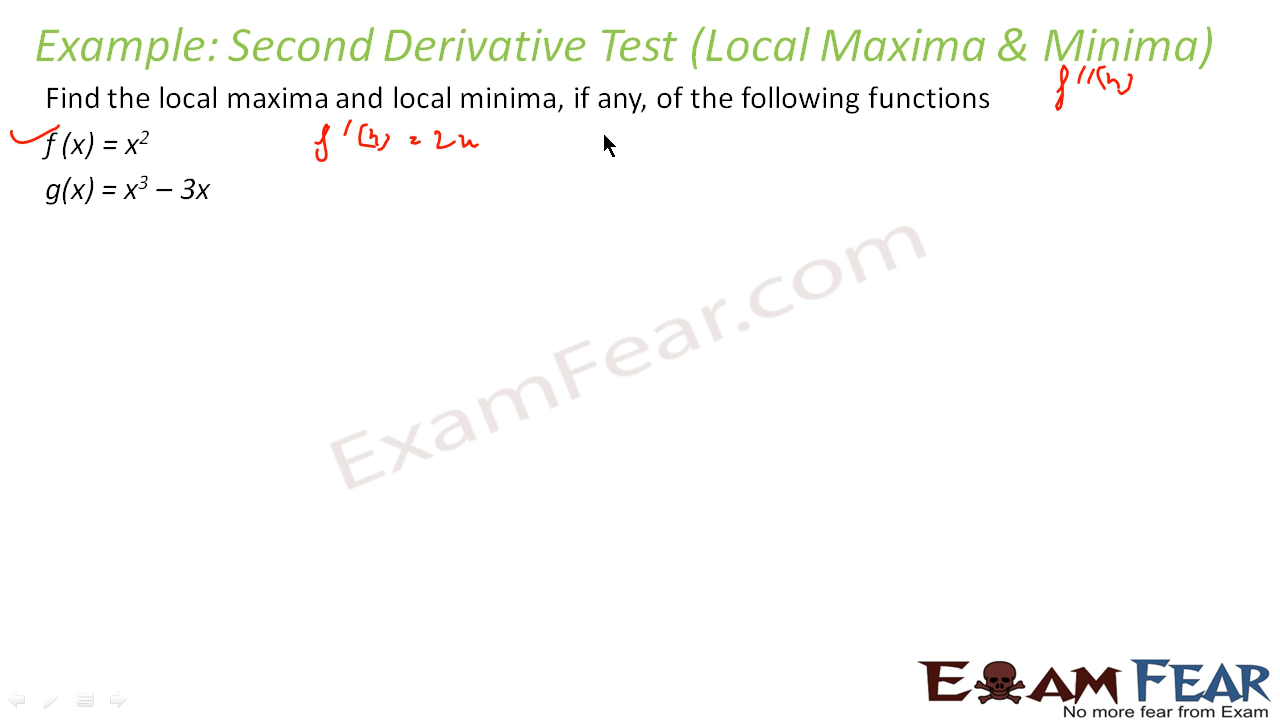 Example: Second Derivative Test (Local Maxima & Minima)
f''(x)
Find the local maxima and local minima, if any, of the following functions
f (x) = x²
f'(x) = 2x
g(x) = x³ – 3x
ExamFear.com
EXAM FEAR
No more fear from Exam